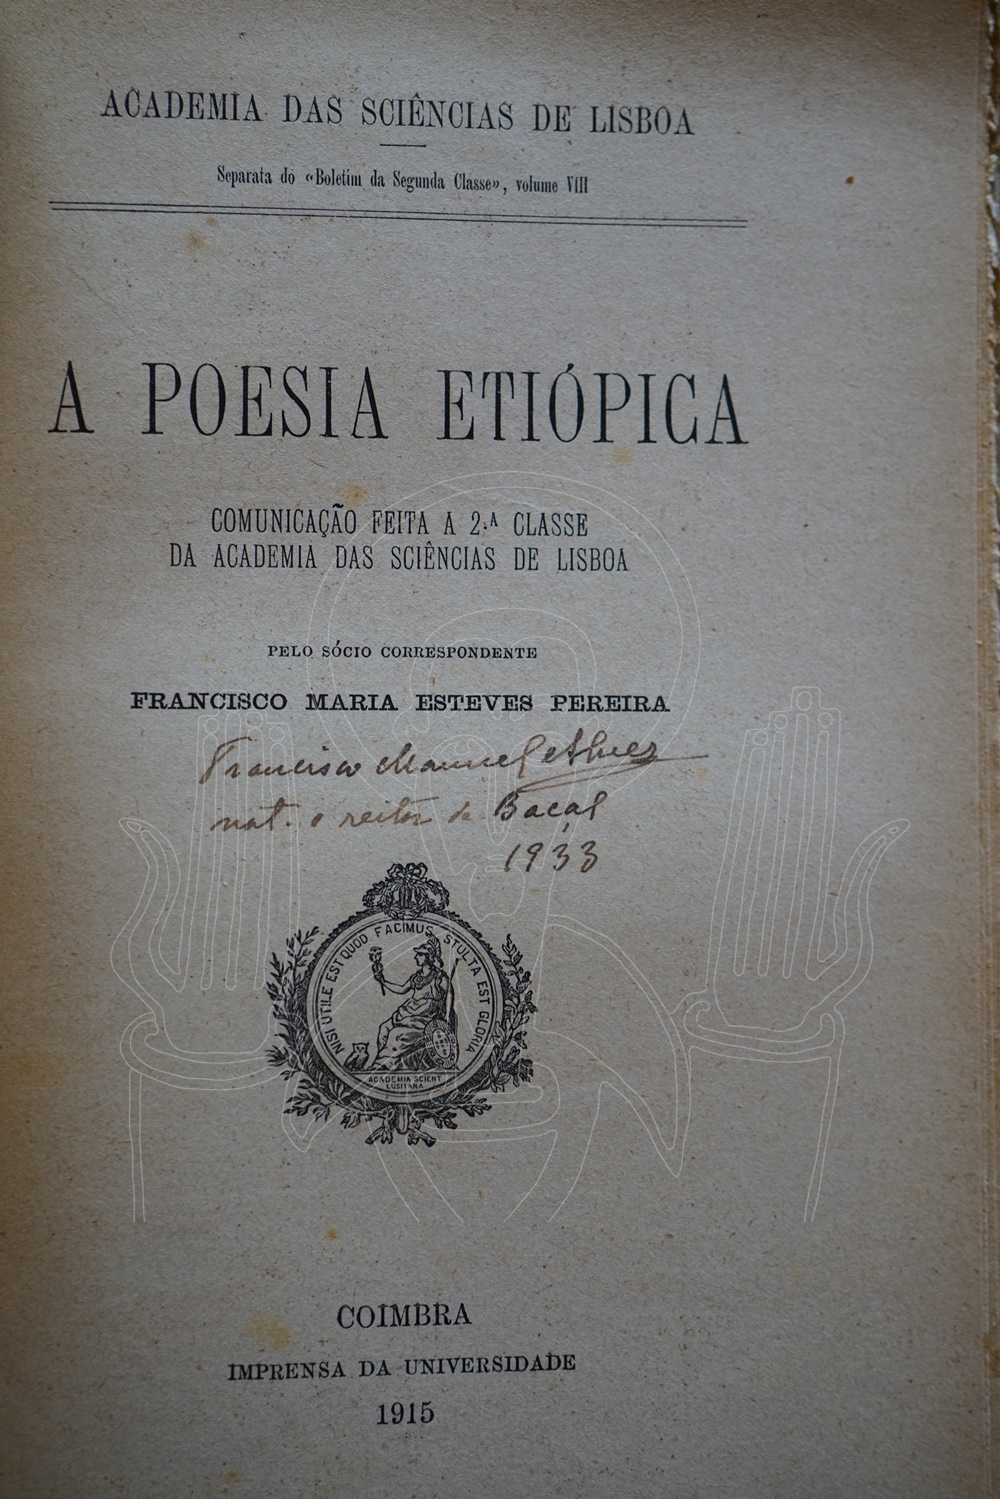 ACADEMIA DAS SCIÊNCIAS DE LISBOA
Separata do «Boletim da Segunda Classe», volume VIII
A POESIA ETIÓPICA
COMUNICAÇÃO FEITA A 2.ª CLASSE
DA ACADEMIA DAS SCIÊNCIAS DE LISBOA
PELO SÓCIO CORRESPONDENTE
FRANCISCO MARIA ESTEVES PEREIRA
Francisco Manuel Alves
nat. e reitor de Baçal
1933
NISI UTILE EST QUOD FACIMUS STULTA EST GLORIA
ACADEMIA SCIENT
LUSITANA
COIMBRA
IMPRENSA DA UNIVERSIDADE
1915